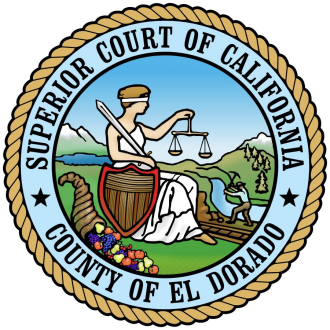 SUPERIOR COURT OF CALIFORNIA
COUNTY OF EL DORADO